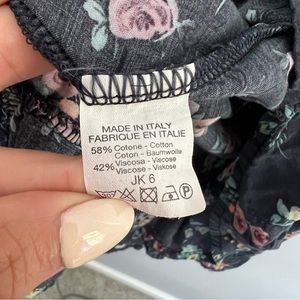 MADE IN ITALY
FABRIQUE EN ITALIE
58% Cotone - Cotton
Coton - Baumwolle
42% Viscosa - Viscose
Viscose - Viskose
JK 6